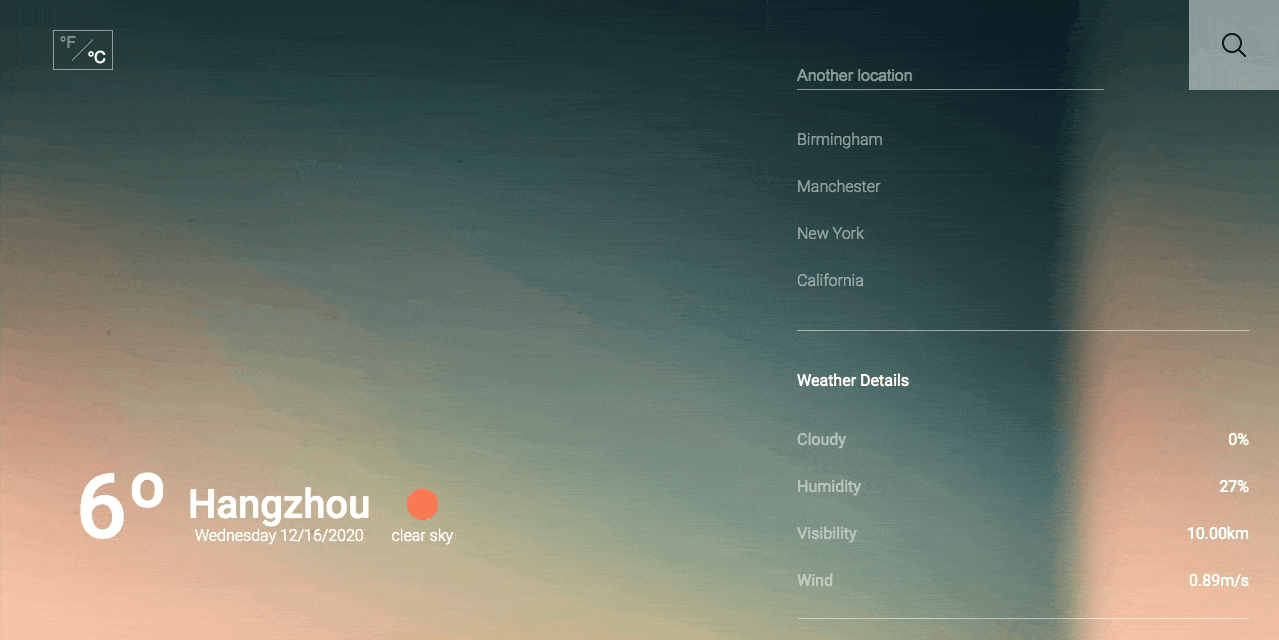 °F
°C
Another location
Birmingham
Manchester
New York
California
Weather Details
Cloudy 0%
Humidity 27%
Visibility 10.00km
Wind 0.89m/s
6° Hangzhou
Wednesday 12/16/2020 clear sky